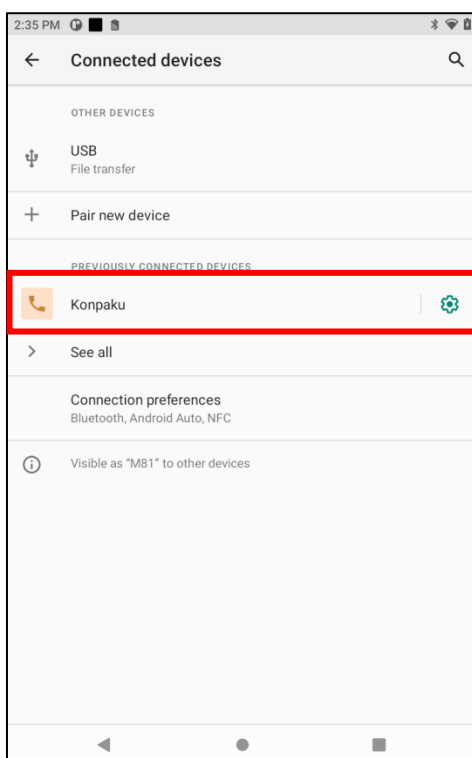 2:35 PM
Connected devices
OTHER DEVICES
USB
File transfer
Pair new device
PREVIOUSLY CONNECTED DEVICES
Konpaku
See all
Connection preferences
Bluetooth, Android Auto, NFC
Visible as "M81" to other devices